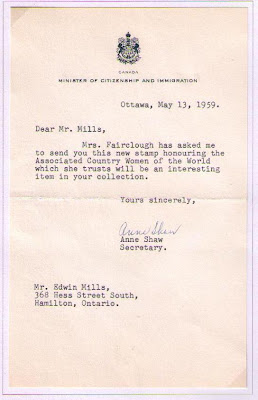 CANADA
MINISTER OF CITIZENSHIP AND IMMIGRATION
Ottawa, May 13, 1959.
Dear Mr. Mills,
Mrs. Fairclough has asked me
to send you this new stamp honouring the
Associated Country Women of the World
which she trusts will be an interesting
item in your collection.
Yours sincerely,
Anne Shaw
Anne Shaw
Secretary.
Mr. Edwin Mills,
368 Hess Street South,
Hamilton, Ontario.